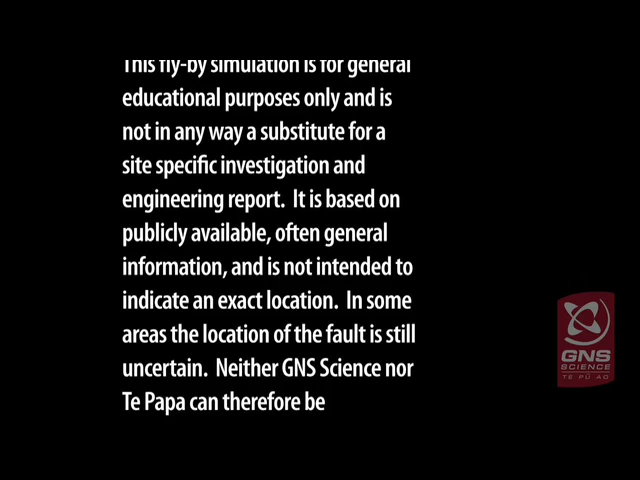 This fly-by simulation is for general
educational purposes only and is
not in any way a substitute for a
site specific investigation and
engineering report.  It is based on
publicly available, often general
information, and is not intended to
indicate an exact location.  In some
areas the location of the fault is still
uncertain.  Neither GNS Science nor
Te Papa can therefore be
GNS
SCIENCE
TE PŪ AO